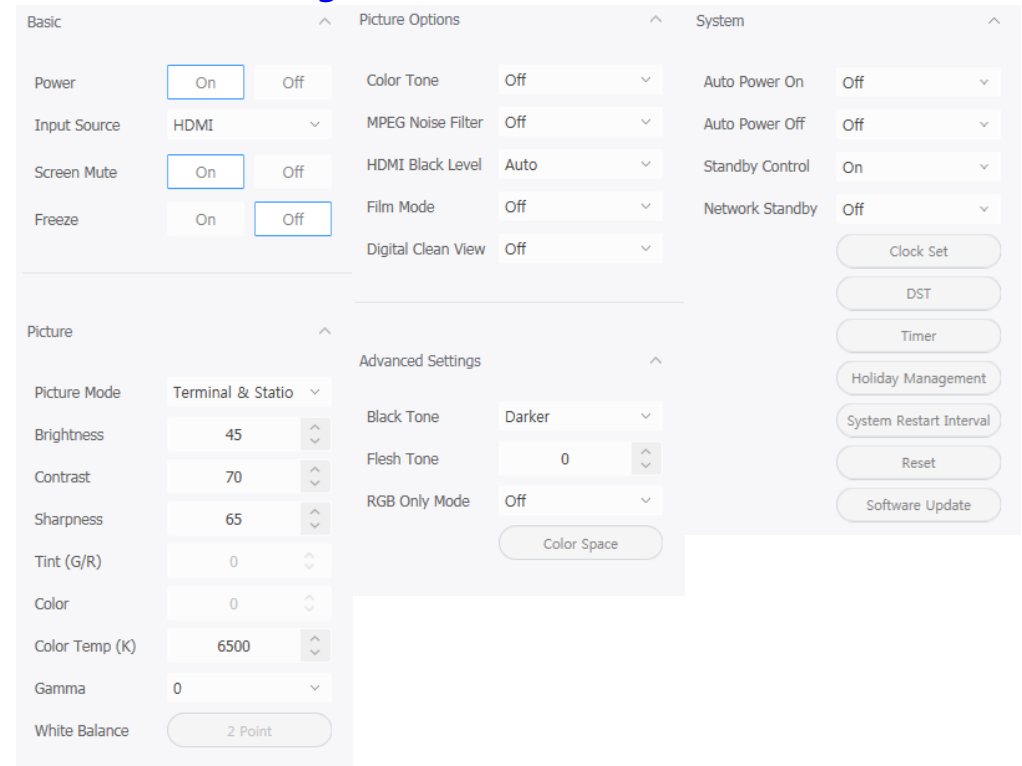 Basic
Power On Off
Input Source HDMI
Screen Mute On Off
Freeze On Off
Picture
Picture Mode Terminal & Statio
Brightness 45
Contrast 70
Sharpness 65
Tint (G/R) 0
Color 0
Color Temp (K) 6500
Gamma 0
White Balance 2 Point
Picture Options
Color Tone Off
MPEG Noise Filter Off
HDMI Black Level Auto
Film Mode Off
Digital Clean View Off
Advanced Settings
Black Tone Darker
Flesh Tone 0
RGB Only Mode Off
Color Space
System
Auto Power On Off
Auto Power Off Off
Standby Control On
Network Standby Off
Clock Set
DST
Timer
Holiday Management
System Restart Interval
Reset
Software Update